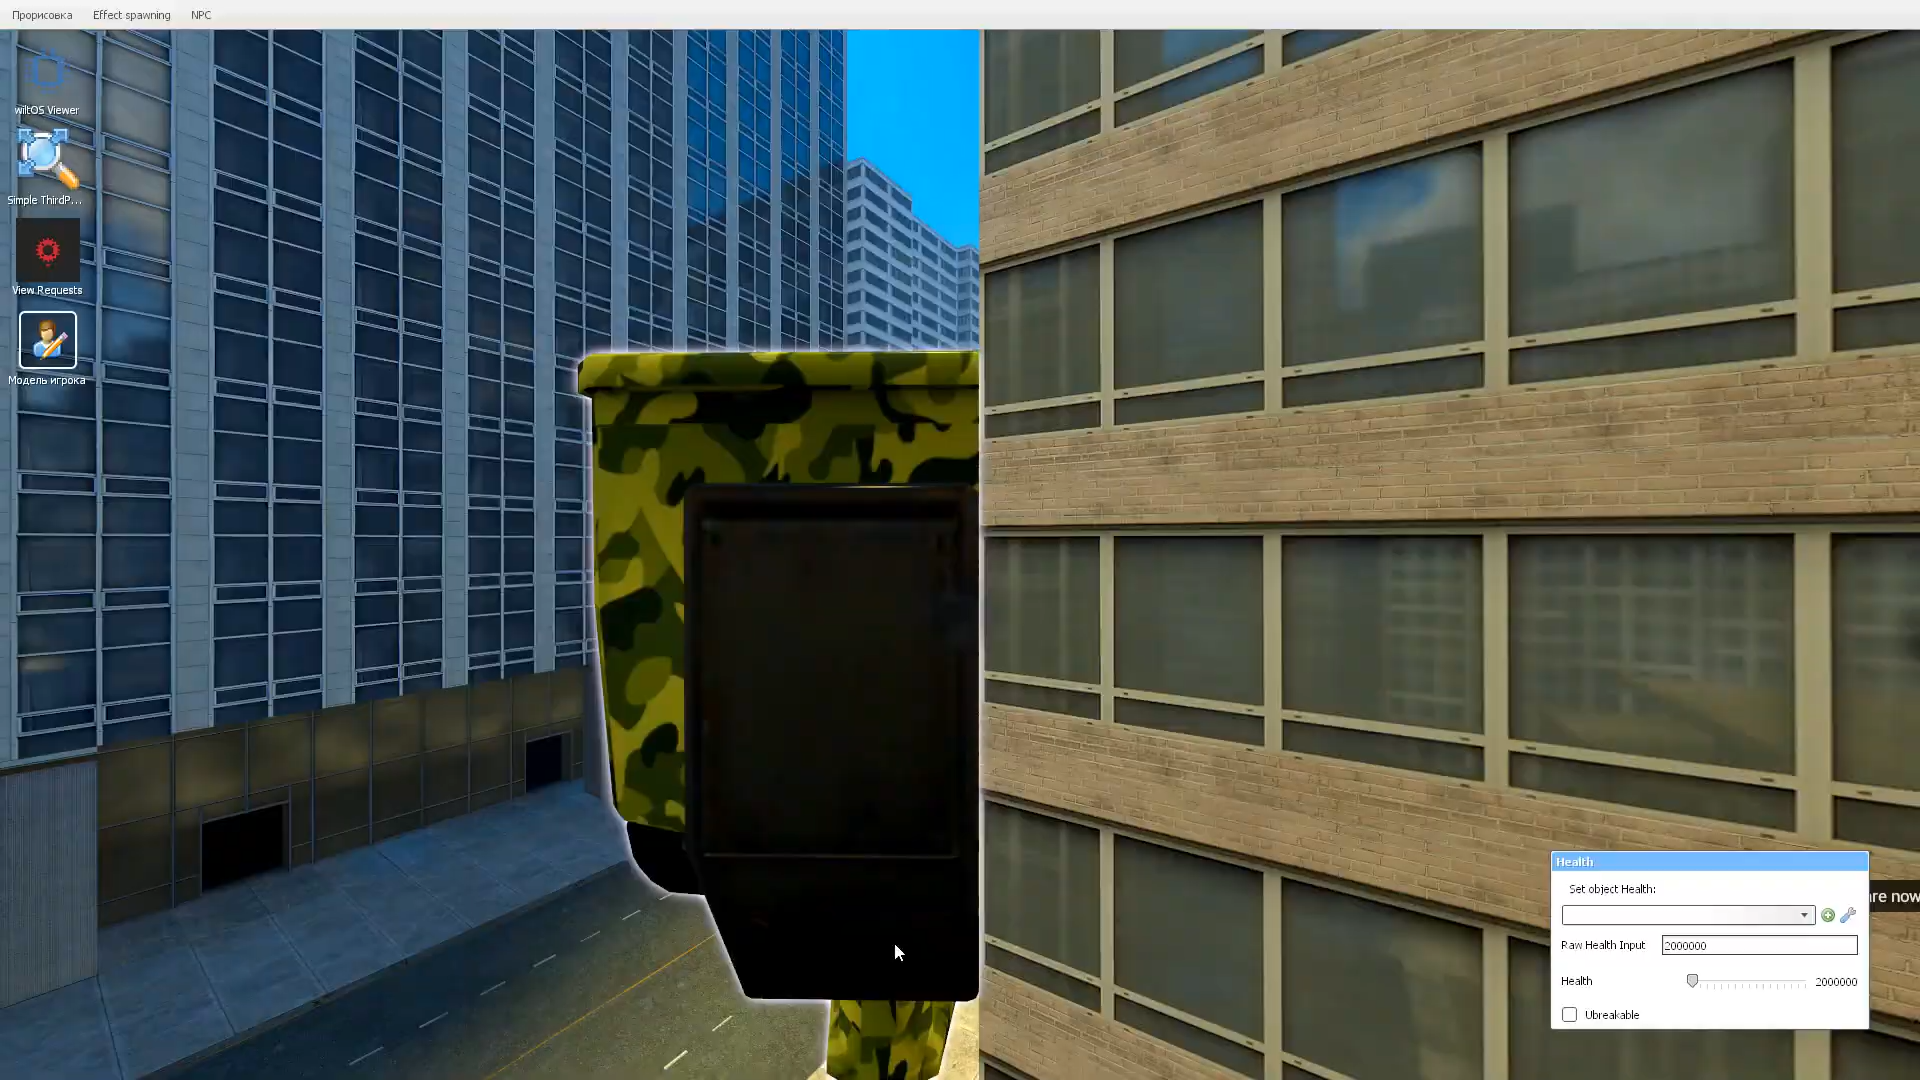 Прорисовка
Effect spawning
NPC
wiltOS Viewer
Simple ThirdP...
View Requests
Модель игрока
Health
Set object Health:
are now
Raw Health Input
2000000
Health
2000000
Ubreakable